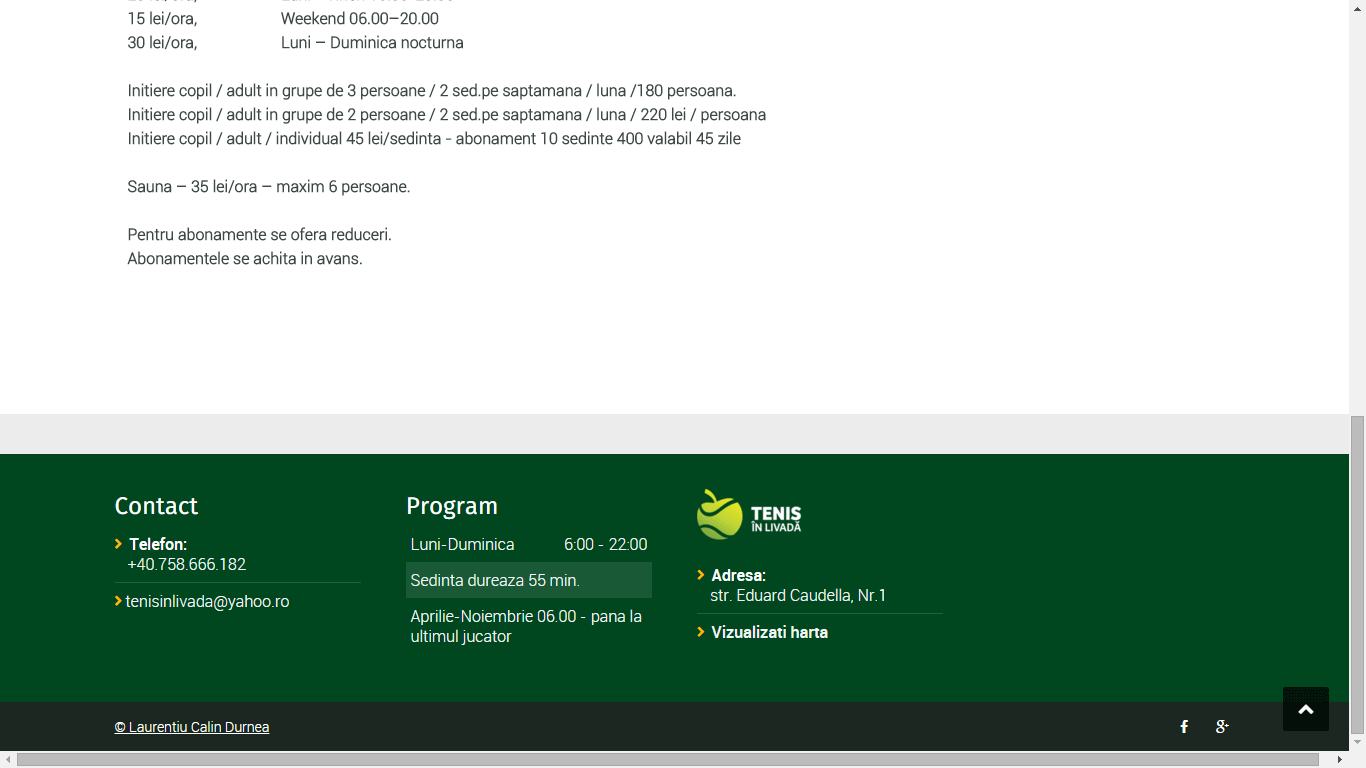 15 lei/ora, Weekend 06.00–20.00
30 lei/ora, Luni – Duminica nocturna
Initiere copil / adult in grupe de 3 persoane / 2 sed.pe saptamana / luna /180 persoana.
Initiere copil / adult in grupe de 2 persoane / 2 sed.pe saptamana / luna / 220 lei / persoana
Initiere copil / adult / individual 45 lei/sedinta - abonament 10 sedinte 400 valabil 45 zile
Sauna – 35 lei/ora – maxim 6 persoane.
Pentru abonamente se ofera reduceri.
Abonamentele se achita in avans.
Contact
Telefon:
+40.758.666.182
tenisinlivada@yahoo.ro
Program
Luni-Duminica 6:00 - 22:00
Sedinta dureaza 55 min.
Aprilie-Noiembrie 06.00 - pana la
ultimul jucator
TENIS
ÎN LIVADĂ
Adresa:
str. Eduard Caudella, Nr.1
Vizualizati harta
© Laurentiu Calin Durnea